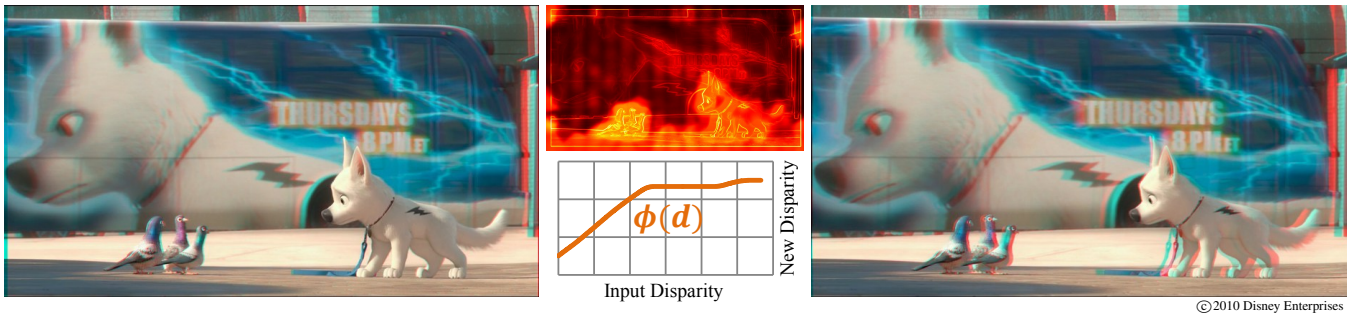 THURSDAYS
8PM ET
ϕ(d)
New Disparity
Input Disparity
THURSDAYS
8PM ET
©2010 Disney Enterprises